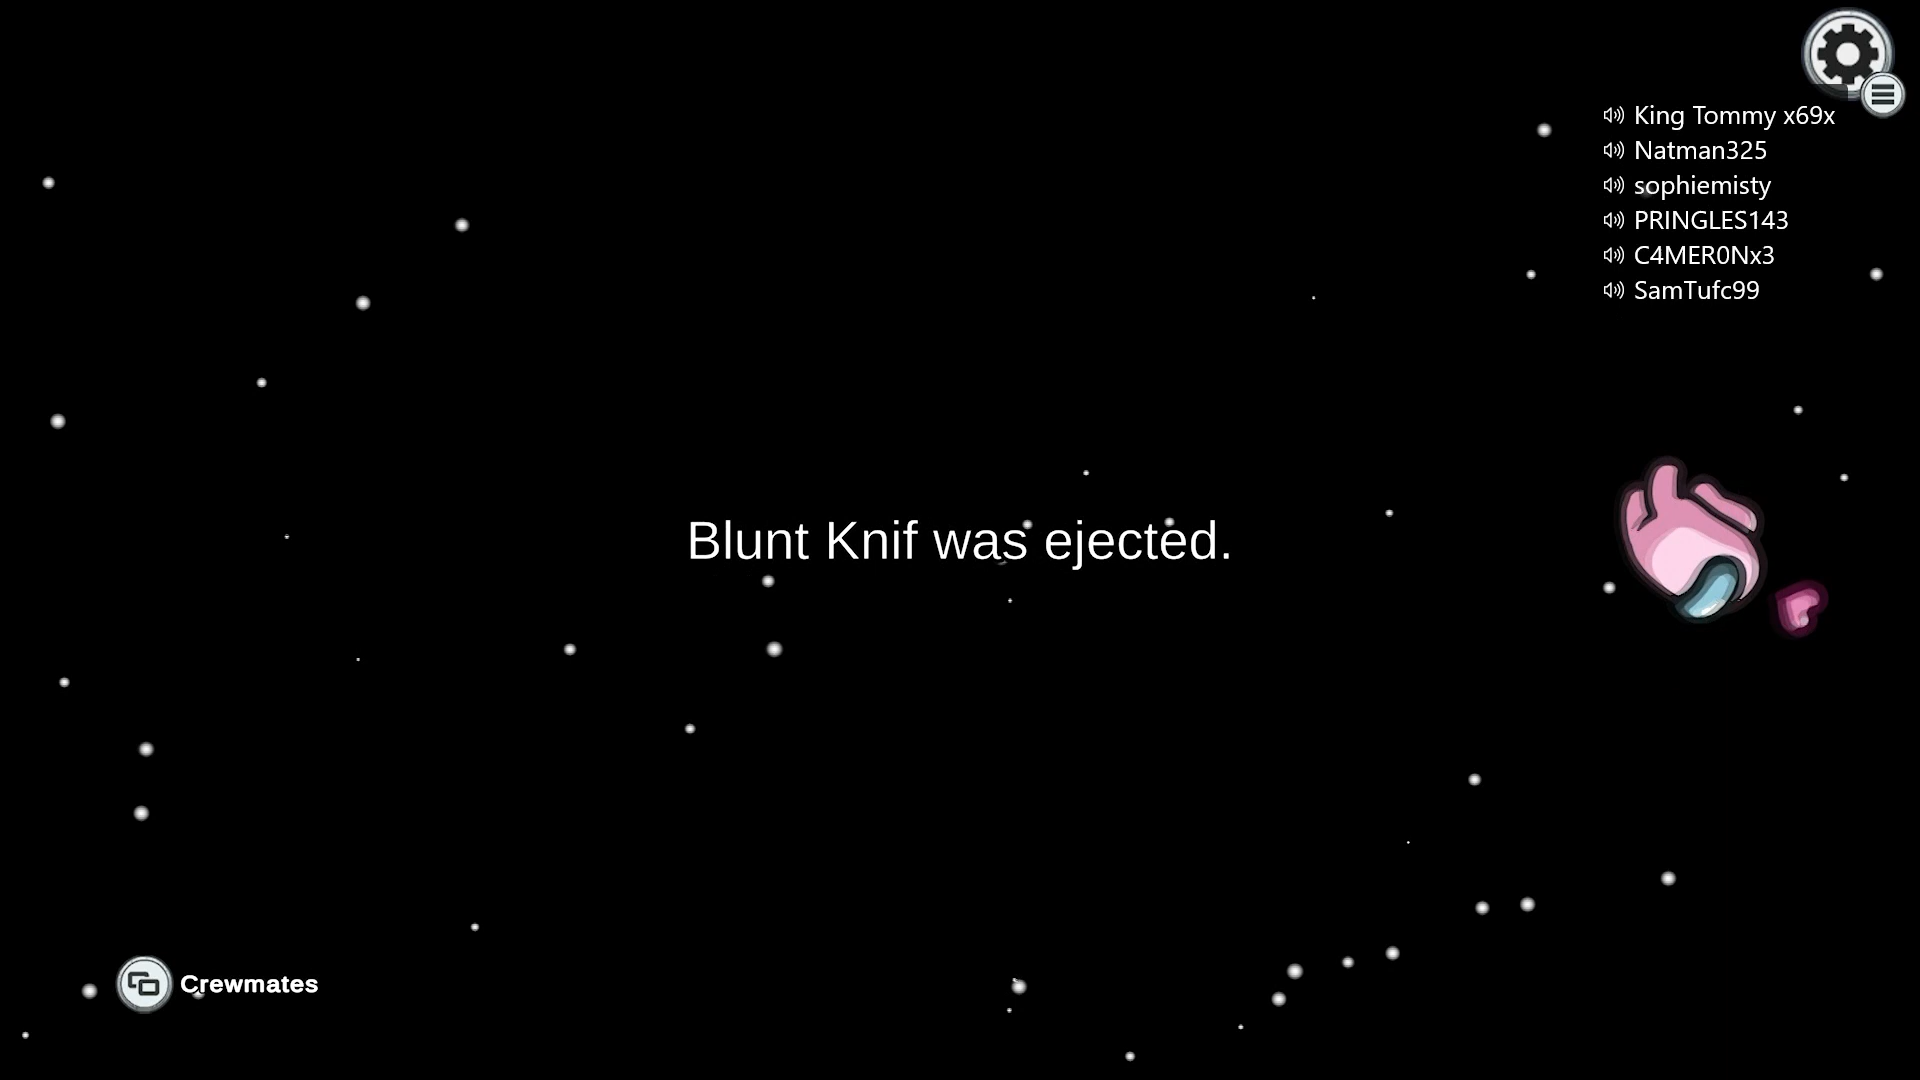 King Tommy x69x
Natman325
sophiemisty
PRINGLES143
C4MER0Nx3
SamTufc99
Blunt Knif was ejected.
Crewmates